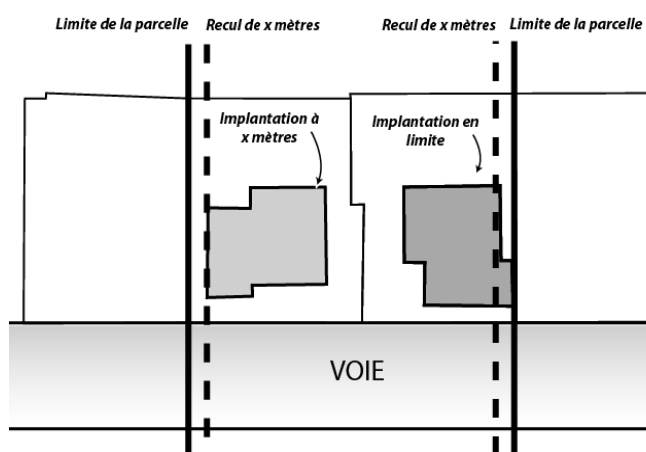 Limite de la parcelle
Recul de x mètres
Recul de x mètres
Limite de la parcelle
Implantation à
x mètres
Implantation en
limite
VOIE